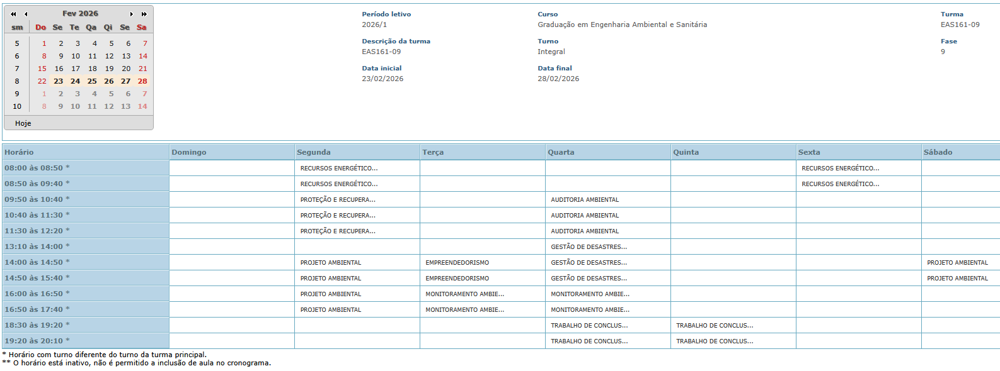 Fev 2026
sm Do Se Te Qa Qi Se Sa
5 1 2 3 4 5 6 7
6 8 9 10 11 12 13 14
7 15 16 17 18 19 20 21
8 22 23 24 25 26 27 28
9 1 2 3 4 5 6 7
10 8 9 10 11 12 13 14
Hoje
Período letivo Curso Turma
2026/1 Graduação em Engenharia Ambiental e Sanitária EAS161-09
Descrição da turma Turno Fase
EAS161-09 Integral 9
Data inicial Data final
23/02/2026 28/02/2026
Horário Domingo Segunda Terça Quarta Quinta Sexta Sábado
08:00 às 08:50 * RECURSOS ENERGÉTICO... RECURSOS ENERGÉTICO...
08:50 às 09:40 * RECURSOS ENERGÉTICO... RECURSOS ENERGÉTICO...
09:50 às 10:40 * PROTEÇÃO E RECUPERA... AUDITORIA AMBIENTAL
10:40 às 11:30 * PROTEÇÃO E RECUPERA... AUDITORIA AMBIENTAL
11:30 às 12:20 * PROTEÇÃO E RECUPERA... AUDITORIA AMBIENTAL
13:10 às 14:00 * GESTÃO DE DESASTRES...
14:00 às 14:50 * PROJETO AMBIENTAL EMPREENDEDORISMO GESTÃO DE DESASTRES... PROJETO AMBIENTAL
14:50 às 15:40 * PROJETO AMBIENTAL EMPREENDEDORISMO GESTÃO DE DESASTRES... PROJETO AMBIENTAL
16:00 às 16:50 * PROJETO AMBIENTAL MONITORAMENTO AMBIE... MONITORAMENTO AMBIE...
16:50 às 17:40 * PROJETO AMBIENTAL MONITORAMENTO AMBIE... MONITORAMENTO AMBIE...
18:30 às 19:20 * TRABALHO DE CONCLUS... TRABALHO DE CONCLUS...
19:20 às 20:10 * TRABALHO DE CONCLUS... TRABALHO DE CONCLUS...
* Horário com turno diferente do turno da turma principal.
** O horário está inativo, não é permitido a inclusão de aula no cronograma.